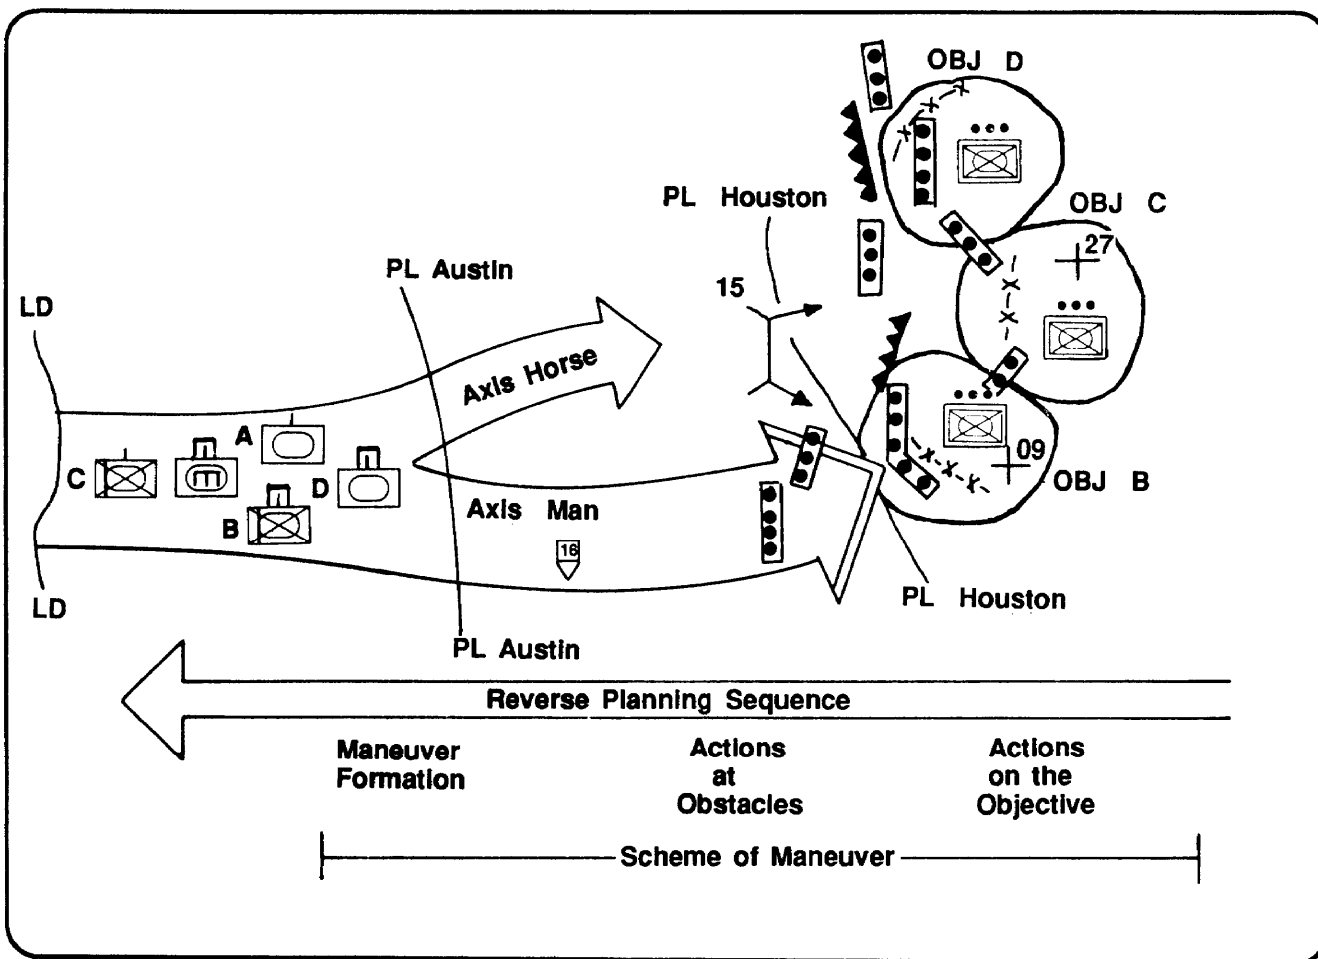 OBJ D
OBJ C
PL Houston
27
PL Austin
15
LD
Axis Horse
A
C
E
D
B
09
OBJ B
Axis Man
16
PL Houston
LD
PL Austin
Reverse Planning Sequence
Maneuver
Formation
Actions
at
Obstacles
Actions
on the
Objective
Scheme of Maneuver